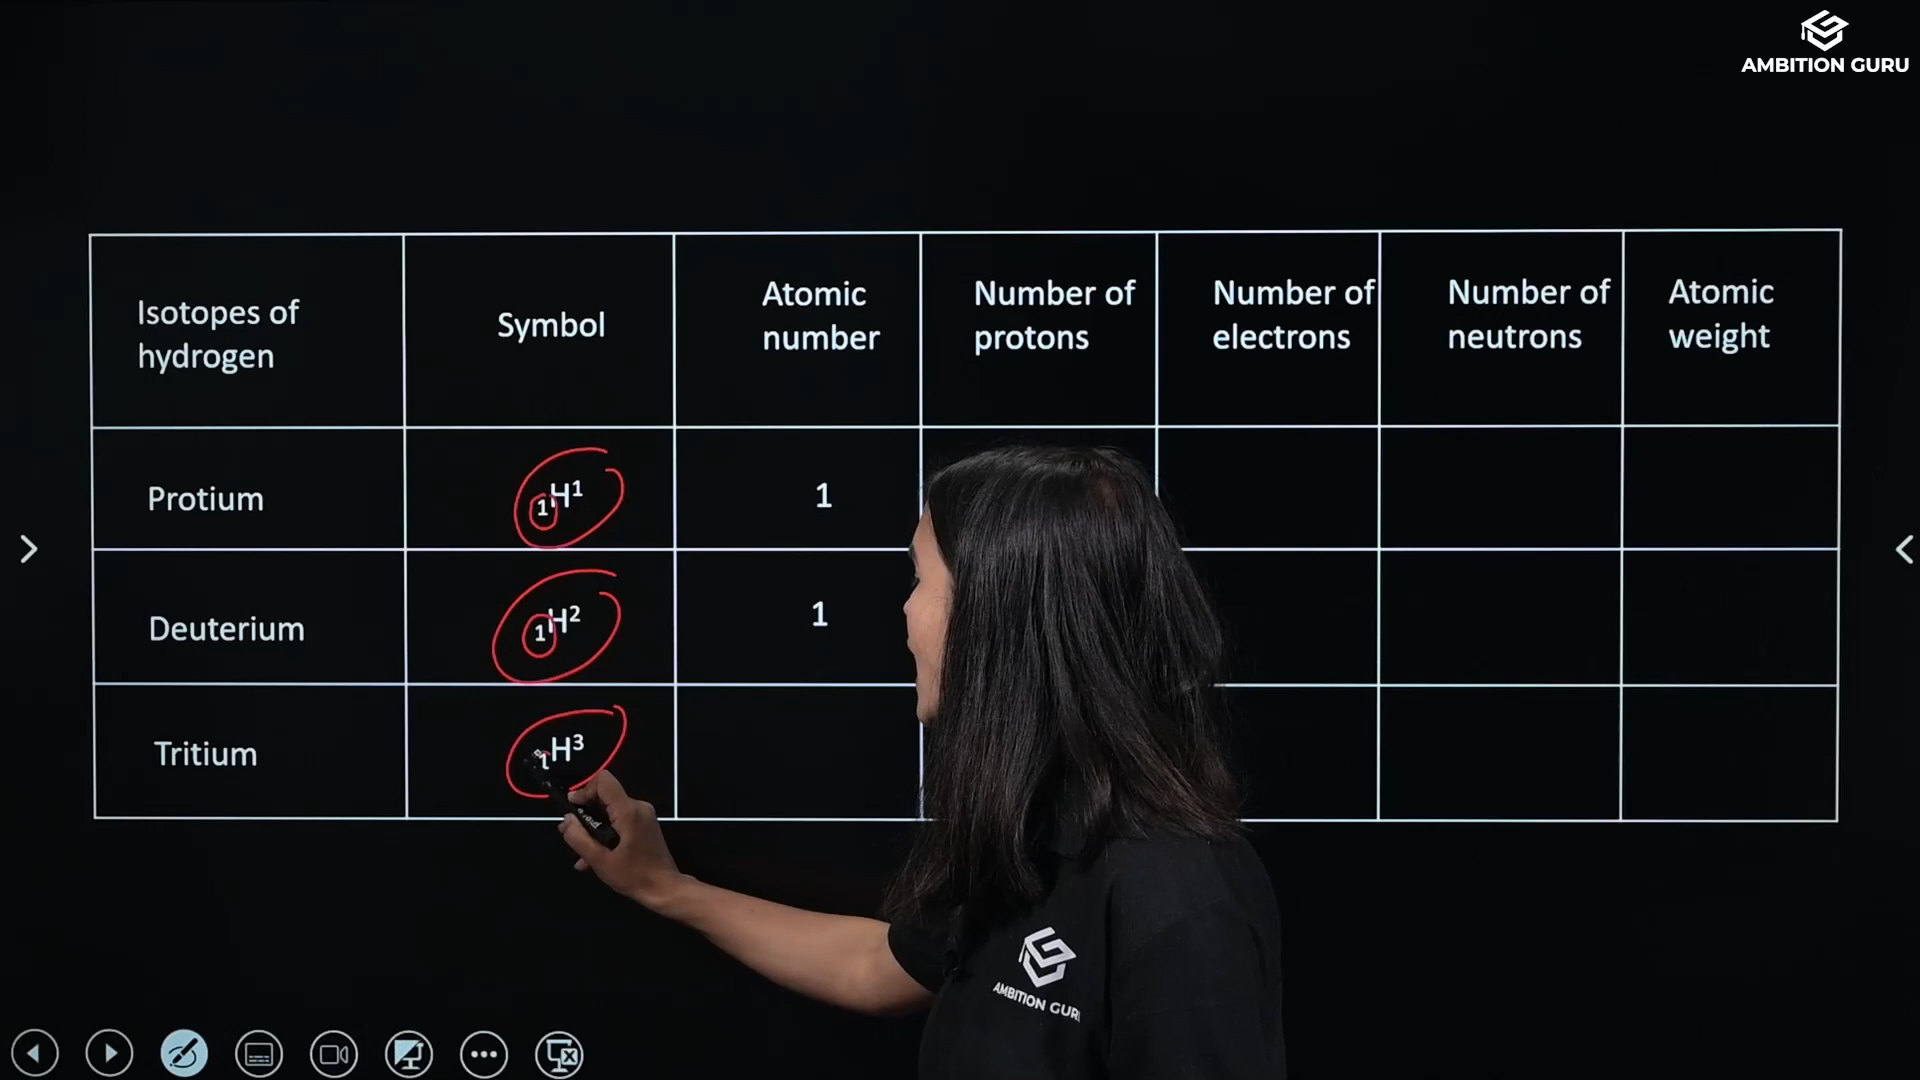 AMBITION GURU
Isotopes of
hydrogen
Symbol
Atomic
number
Number of
protons
Number of
electrons
Number of
neutrons
Atomic
weight
Protium
₁H¹
1
Deuterium
₁H²
1
Tritium
₁H³
AMBITION GURU